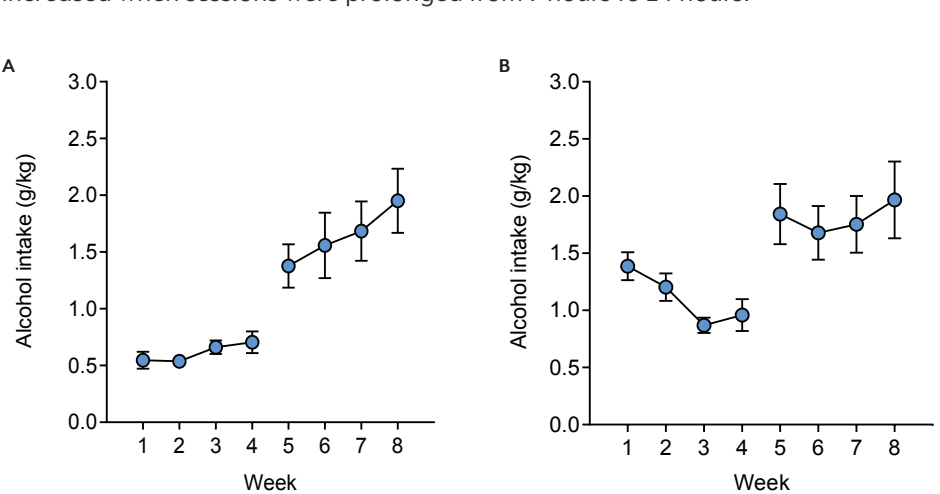 increased when sessions were prolonged from hours to 24 hours.
A
3.0
2.5
2.0
1.5
1.0
0.5
0.0
Alcohol intake (g/kg)
1 2 3 4 5 6 7 8
Week
B
3.0
2.5
2.0
1.5
1.0
0.5
0.0
Alcohol intake (g/kg)
1 2 3 4 5 6 7 8
Week